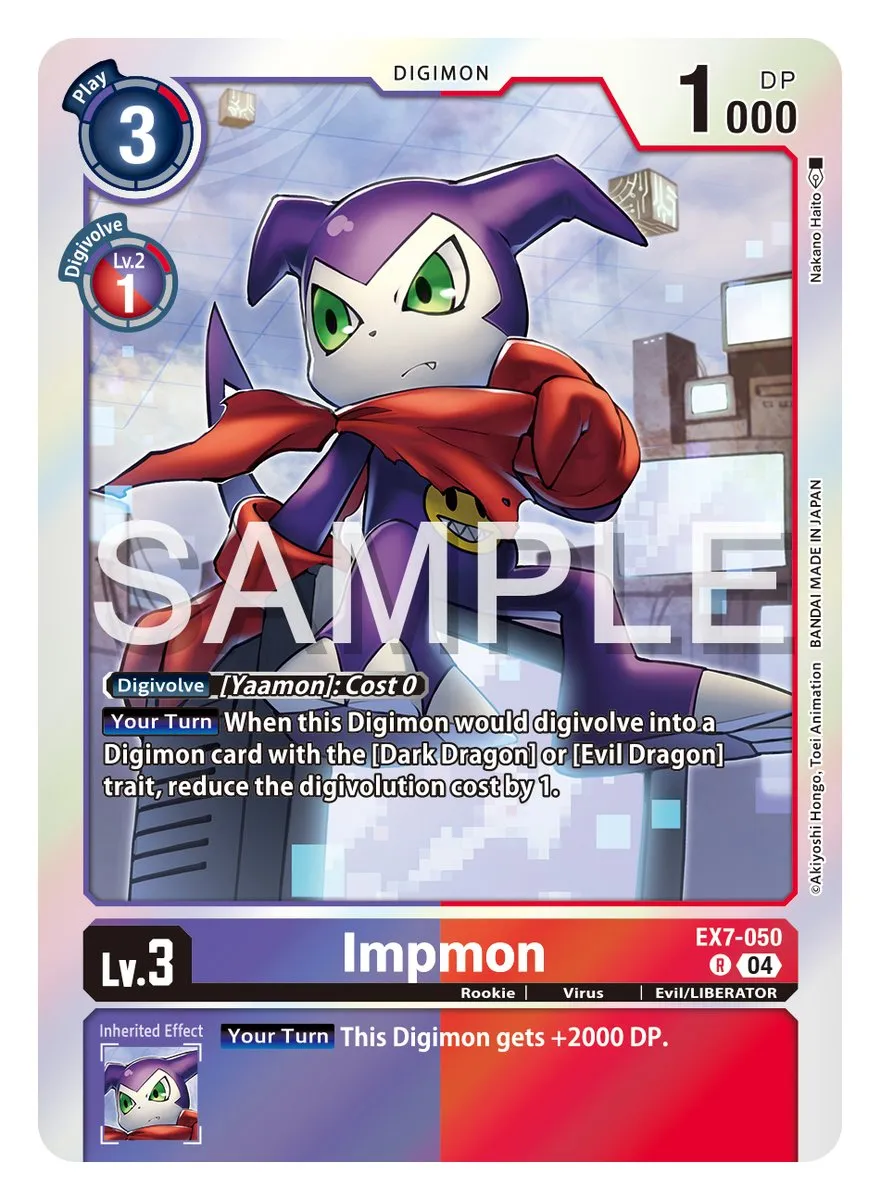 DIGIMON
Play
3
DP
1000
Digivolve
Lv.2
1
Nakano Haito
SAMPLE
Digivolve [Yaamon]: Cost 0
Your Turn When this Digimon would digivolve into a
Digimon card with the [Dark Dragon] or [Evil Dragon]
trait, reduce the digivolution cost by 1.
©Akiyoshi Hongo, Toei Animation BANDAI MADE IN JAPAN
Lv.3
Impmon
EX7-050
R 04
Rookie | Virus | Evil/LIBERATOR
Inherited Effect
Your Turn This Digimon gets +2000 DP.